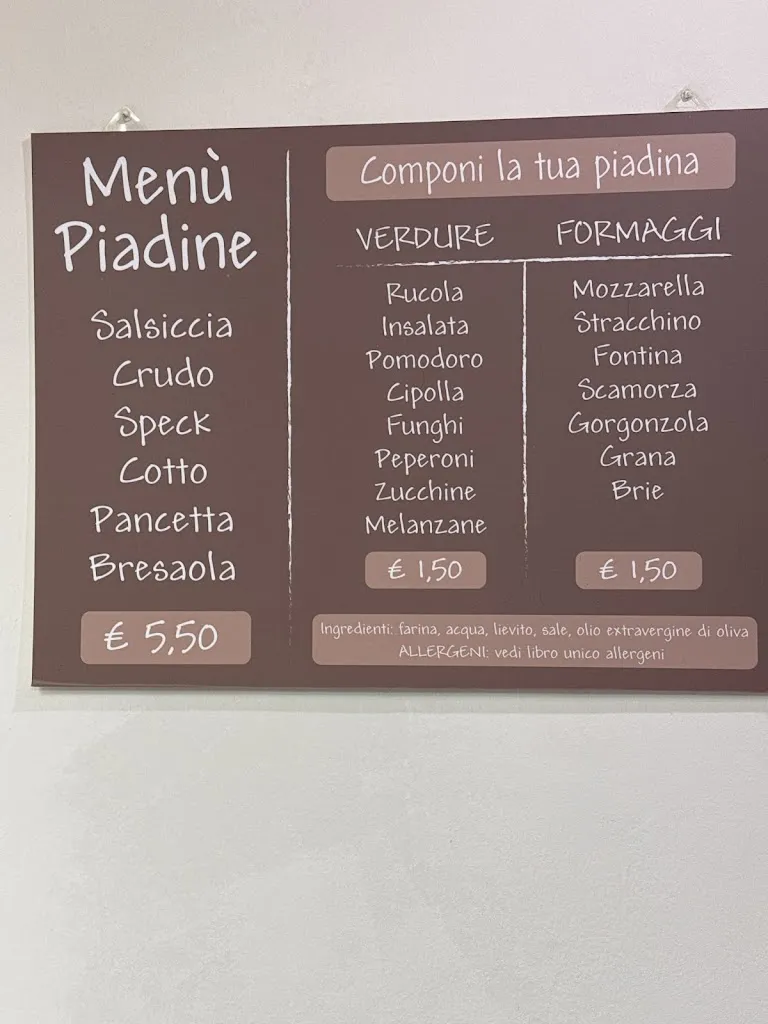 Menù
Piadine
Salsiccia
Crudo
Speck
Cotto
Pancetta
Bresaola
€ 5,50
Componi la tua piadina
VERDURE
Rucola
Insalata
Pomodoro
Cipolla
Funghi
Peperoni
Zucchine
Melanzane
€ 1,50
FORMAGGI
Mozzarella
Stracchino
Fontina
Scamorza
Gorgonzola
Grana
Brie
€ 1,50
Ingredienti: farina, acqua, lievito, sale, olio extravergine di oliva
ALLERGENI: vedi libro unico allergeni